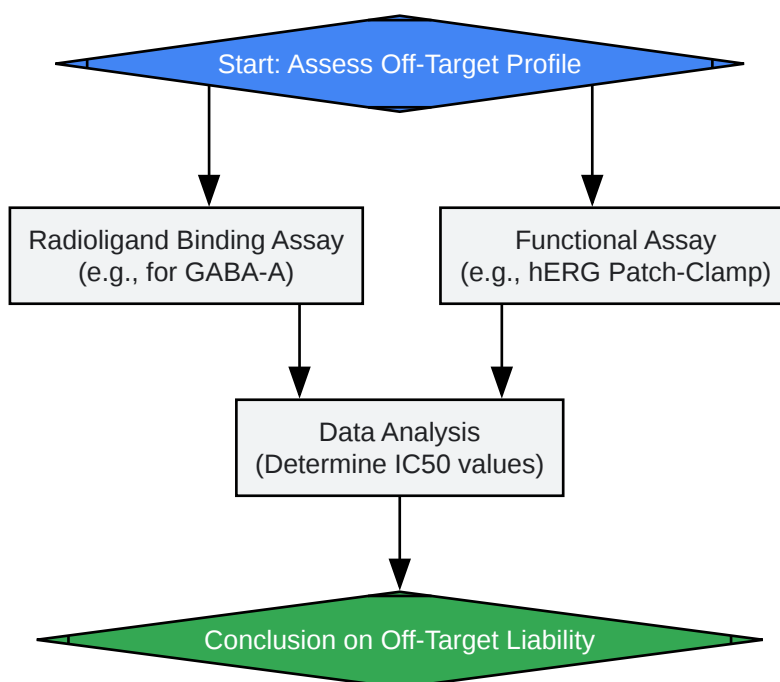 Start: Assess Off-Target Profile
Radioligand Binding Assay
(e.g., for GABA-A)
Functional Assay
(e.g., hERG Patch-Clamp)
Data Analysis
(Determine IC50 values)
Conclusion on Off-Target Liability